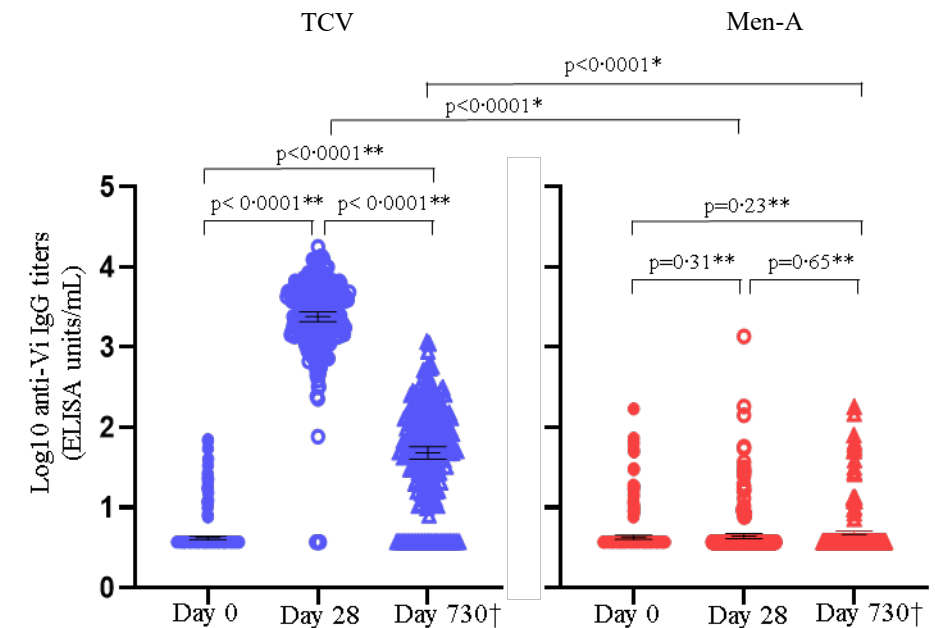 TCV
Men-A
p<0·0001*
p<0·0001*
p<0·0001**
p< 0·0001**
p< 0·0001**
p=0·23**
p=0·31**
p=0·65**
Log10 anti-Vi IgG titers
(ELISA units/mL)
5
4
3
2
1
0
Day 0
Day 28
Day 730†
Day 0
Day 28
Day 730†